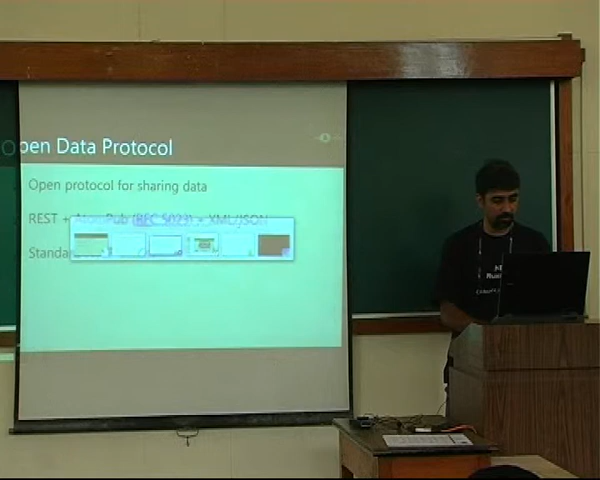 Open Data Protocol
Open protocol for sharing data
REST + AtomPub (RFC 5023) + XML/JSON